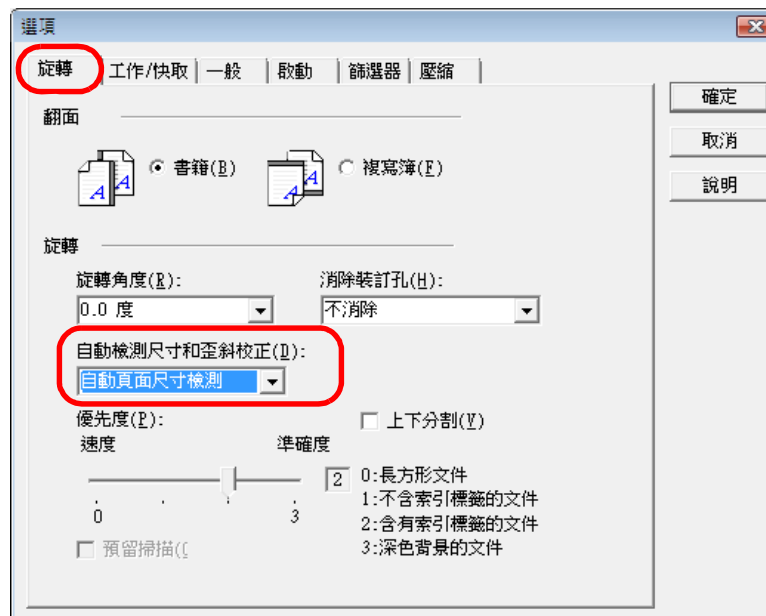 選項
旋轉 工作/快取 一般 啟動 篩選器 壓縮
確定
取消
說明
翻面
A A 書籍(B) A A 複寫簿(F)
旋轉
旋轉角度(R): 消除裝訂孔(H):
0.0 度 不消除
自動檢測尺寸和歪斜校正(D):
自動頁面尺寸檢測
優先度(P): 上下分割(V)
速度 準確度
2 0:長方形文件
1:不含索引標籤的文件
0 3 2:含有索引標籤的文件
預留掃描( 3:深色背景的文件